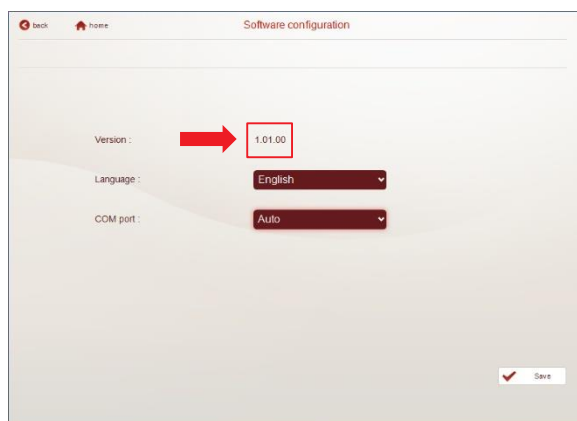 back home Software configuration
Version : 1.01.00
Language : English
COM port : Auto
Save